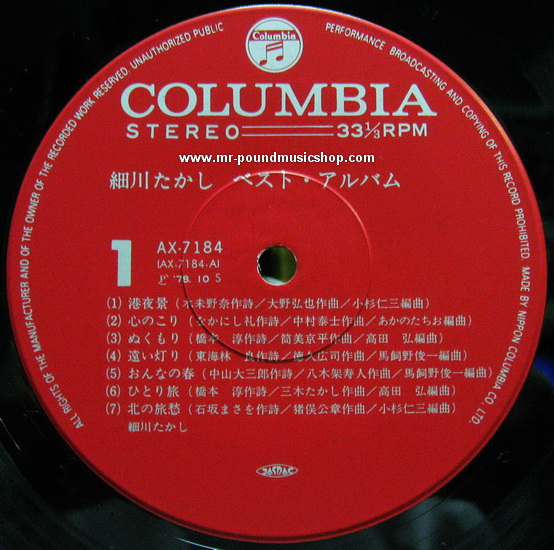 ALL RIGHTS OF THE MANUFACTURER AND OF THE OWNER OF THE RECORDED WORK RESERVED. UNAUTHORIZED PUBLIC PERFORMANCE BROADCASTING AND COPYING OF THIS RECORD PROHIBITED. MADE BY NIPPON COLUMBIA CO. LTD.
Columbia
COLUMBIA
STEREO 33⅓RPM
www.mr-poundmusicshop.com
細川たかし ベスト・アルバム
1 AX-7184
(AX-7184-A)
Ⓟ '78. 10 S
(1) 港夜景(木未野奈作詩/大野弘也作曲/小杉仁三編曲)
(2) 心のこり(なかにし礼作詩/中村泰士作曲/あかのたちお編曲)
(3) ぬくもり(橋本 淳作詩/筒美京平作曲/高田 弘編曲)
(4) 遠い灯り(東海林 良作詩/徳久広司作曲/馬飼野俊一編曲)
(5) おんなの春(中山大三郎作詩/八木架寿人作曲/馬飼野俊一編曲)
(6) ひとり旅(橋本 淳作詩/三木たかし作曲/高田 弘編曲)
(7) 北の旅愁(石坂まさを作詩/猪俣公章作曲/小杉仁三編曲)
細川たかし
JASRAC